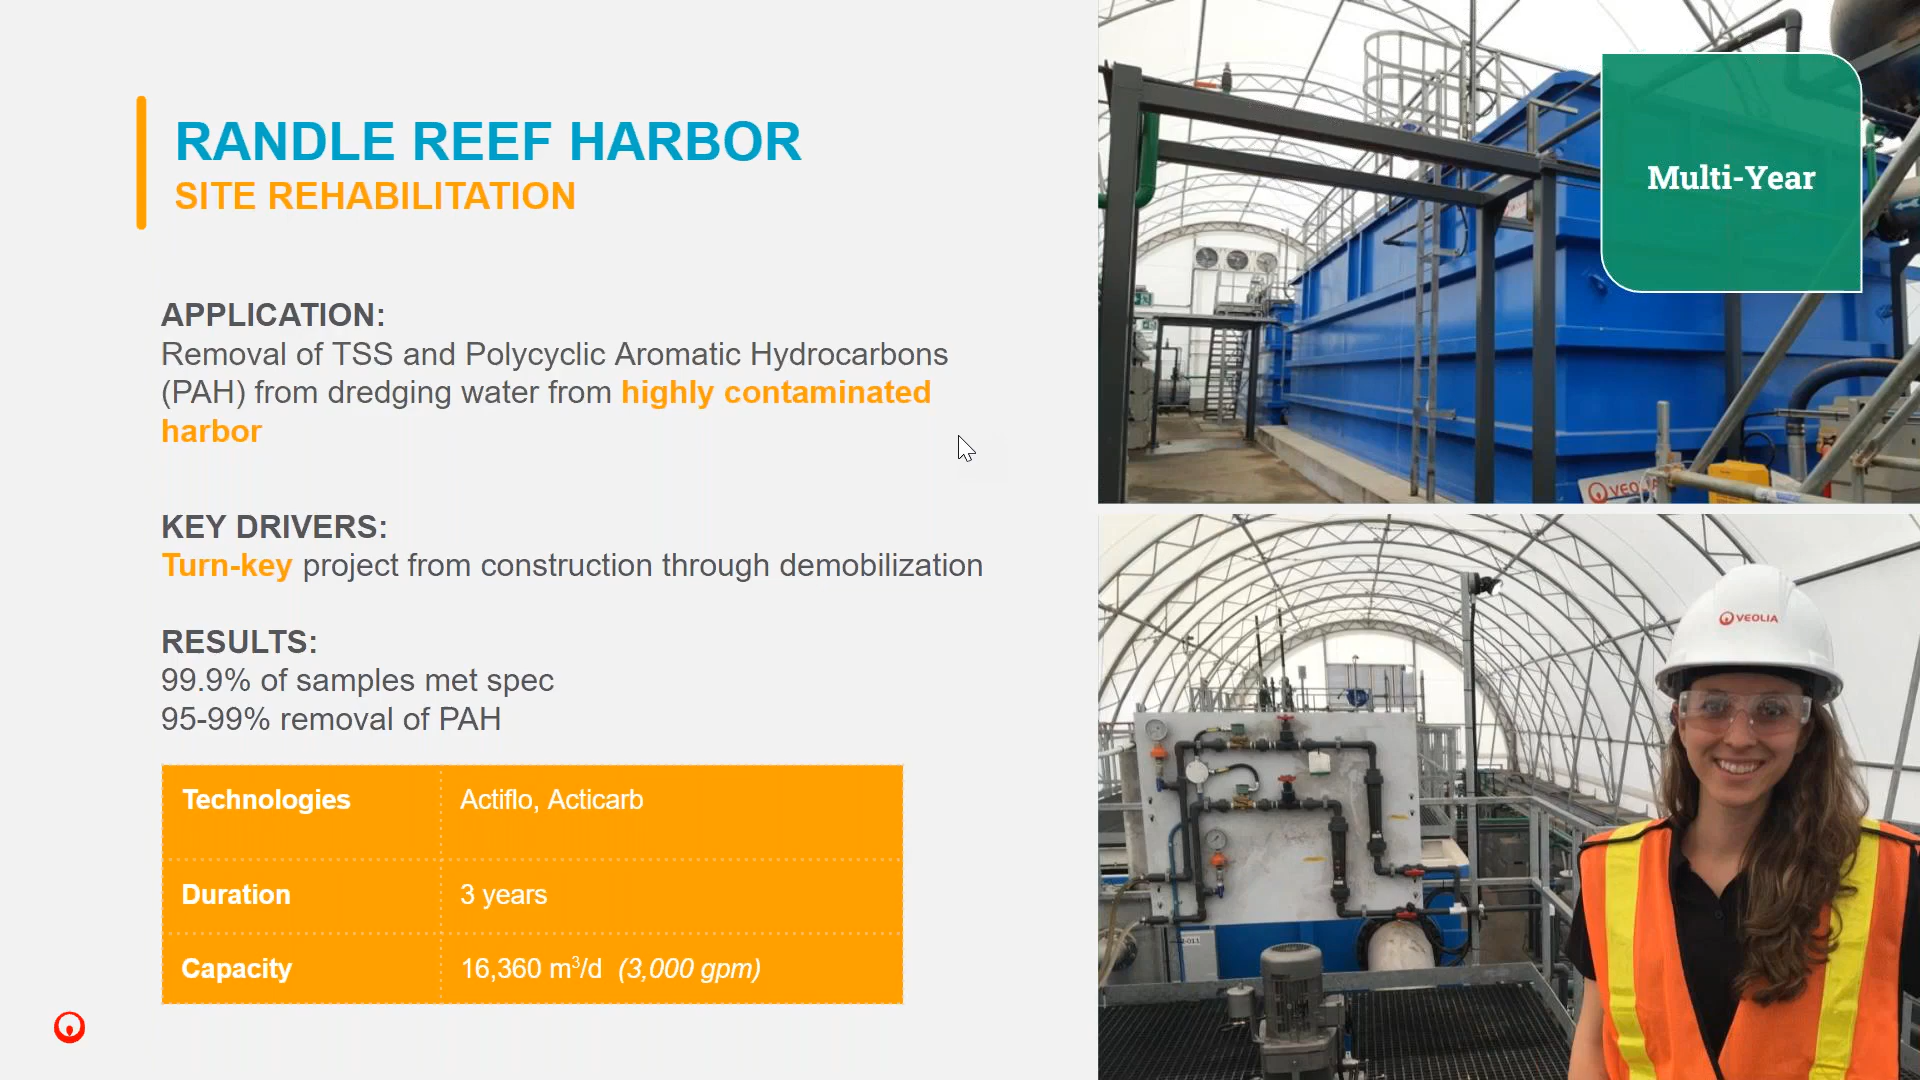 RANDLE REEF HARBOR
SITE REHABILITATION
APPLICATION:
Removal of TSS and Polycyclic Aromatic Hydrocarbons
(PAH) from dredging water from highly contaminated
harbor
KEY DRIVERS:
Turn-key project from construction through demobilization
RESULTS:
99.9% of samples met spec
95-99% removal of PAH
Technologies Actiflo, Acticarb
Duration 3 years
Capacity 16,360 m³/d (3,000 gpm)
Multi-Year
VEOLIA